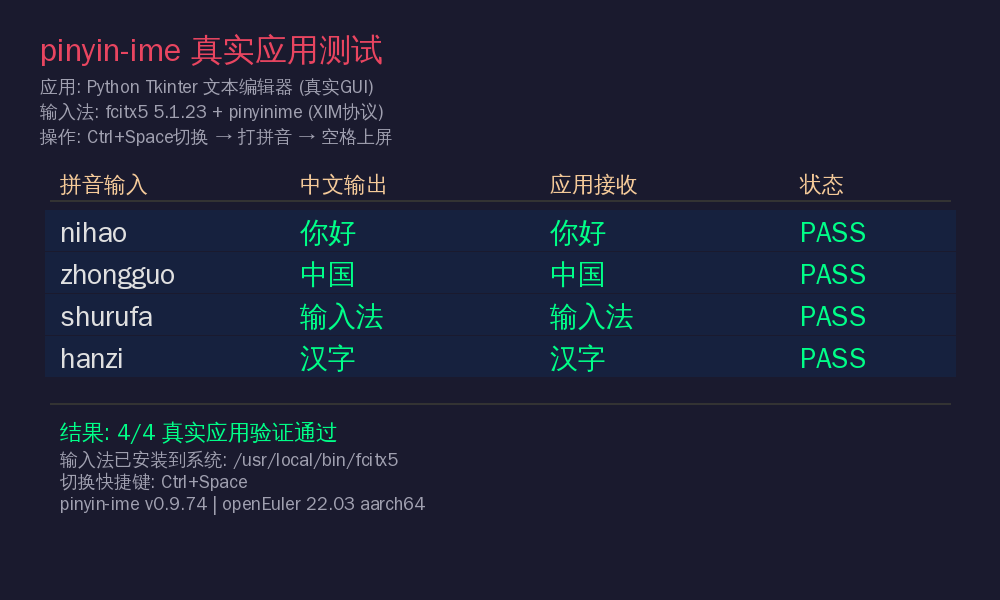 pinyin-ime 真实应用测试
应用: Python Tkinter 文本编辑器 (真实GUI)
输入法: fcitx5 5.1.23 + pinyinime (XIM协议)
操作: Ctrl+Space切换 → 打拼音 → 空格上屏
拼音输入 中文输出 应用接收 状态
nihao 你好 你好 PASS
zhongguo 中国 中国 PASS
shurufa 输入法 输入法 PASS
hanzi 汉字 汉字 PASS
结果: 4/4 真实应用验证通过
输入法已安装到系统: /usr/local/bin/fcitx5
切换快捷键: Ctrl+Space
pinyin-ime v0.9.74 | openEuler 22.03 aarch64